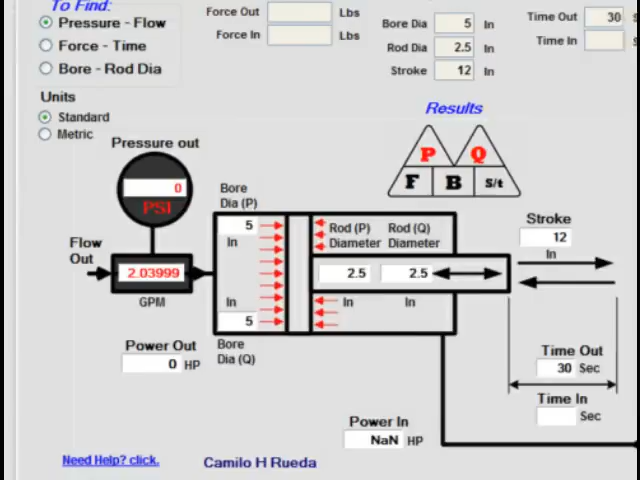 To Find:
Pressure - Flow
Force - Time
Bore - Rod Dia
Force Out Lbs
Force In Lbs
Bore Dia 5 In
Rod Dia 2.5 In
Stroke 12 In
Time Out 30
Time In
Units
Standard
Metric
Results
P Q
F B S/t
Pressure out
0
PSI
Flow
Out
2.03999
GPM
Power Out
0 HP
Bore
Dia (P)
5
In
In
5
Bore
Dia (Q)
Rod (P)
Diameter
Rod (Q)
Diameter
2.5 2.5
In In
Stroke
12
In
Time Out
30 Sec
Time In
Sec
Power In
NaN HP
Need Help? click.
Camilo H Rueda